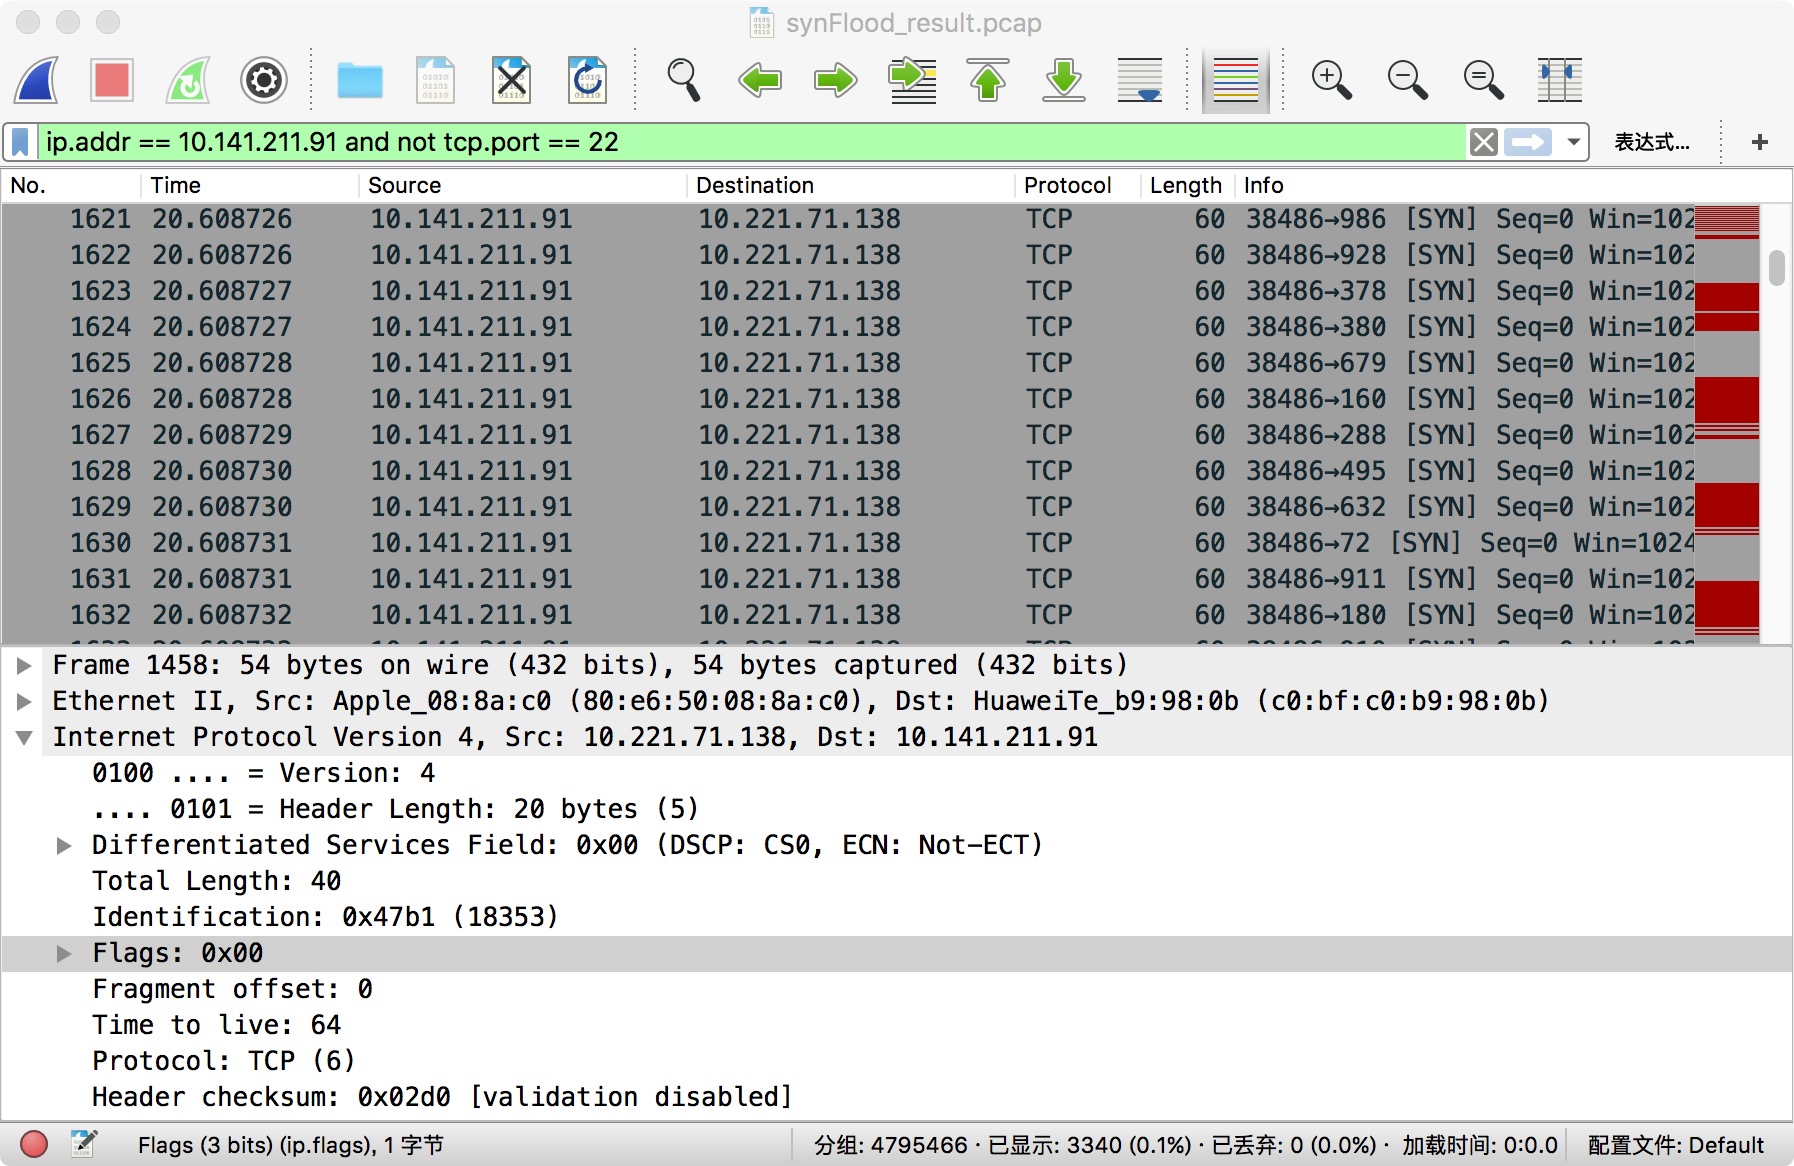 synFlood_result.pcap
ip.addr == 10.141.211.91 and not tcp.port == 22 表达式... +
No. Time Source Destination Protocol Length Info
1621 20.608726 10.141.211.91 10.221.71.138 TCP 60 38486→986 [SYN] Seq=0 Win=102
1622 20.608726 10.141.211.91 10.221.71.138 TCP 60 38486→928 [SYN] Seq=0 Win=102
1623 20.608727 10.141.211.91 10.221.71.138 TCP 60 38486→378 [SYN] Seq=0 Win=102
1624 20.608727 10.141.211.91 10.221.71.138 TCP 60 38486→380 [SYN] Seq=0 Win=102
1625 20.608728 10.141.211.91 10.221.71.138 TCP 60 38486→679 [SYN] Seq=0 Win=102
1626 20.608728 10.141.211.91 10.221.71.138 TCP 60 38486→160 [SYN] Seq=0 Win=102
1627 20.608729 10.141.211.91 10.221.71.138 TCP 60 38486→288 [SYN] Seq=0 Win=102
1628 20.608730 10.141.211.91 10.221.71.138 TCP 60 38486→495 [SYN] Seq=0 Win=102
1629 20.608730 10.141.211.91 10.221.71.138 TCP 60 38486→632 [SYN] Seq=0 Win=102
1630 20.608731 10.141.211.91 10.221.71.138 TCP 60 38486→72 [SYN] Seq=0 Win=1024
1631 20.608731 10.141.211.91 10.221.71.138 TCP 60 38486→911 [SYN] Seq=0 Win=102
1632 20.608732 10.141.211.91 10.221.71.138 TCP 60 38486→180 [SYN] Seq=0 Win=102
Frame 1458: 54 bytes on wire (432 bits), 54 bytes captured (432 bits)
Ethernet II, Src: Apple_08:8a:c0 (80:e6:50:08:8a:c0), Dst: HuaweiTe_b9:98:0b (c0:bf:c0:b9:98:0b)
Internet Protocol Version 4, Src: 10.221.71.138, Dst: 10.141.211.91
0100 .... = Version: 4
.... 0101 = Header Length: 20 bytes (5)
Differentiated Services Field: 0x00 (DSCP: CS0, ECN: Not-ECT)
Total Length: 40
Identification: 0x47b1 (18353)
Flags: 0x00
Fragment offset: 0
Time to live: 64
Protocol: TCP (6)
Header checksum: 0x02d0 [validation disabled]
Flags (3 bits) (ip.flags), 1 字节 分组: 4795466 · 已显示: 3340 (0.1%) · 已丢弃: 0 (0.0%) · 加载时间: 0:0.0 配置文件: Default